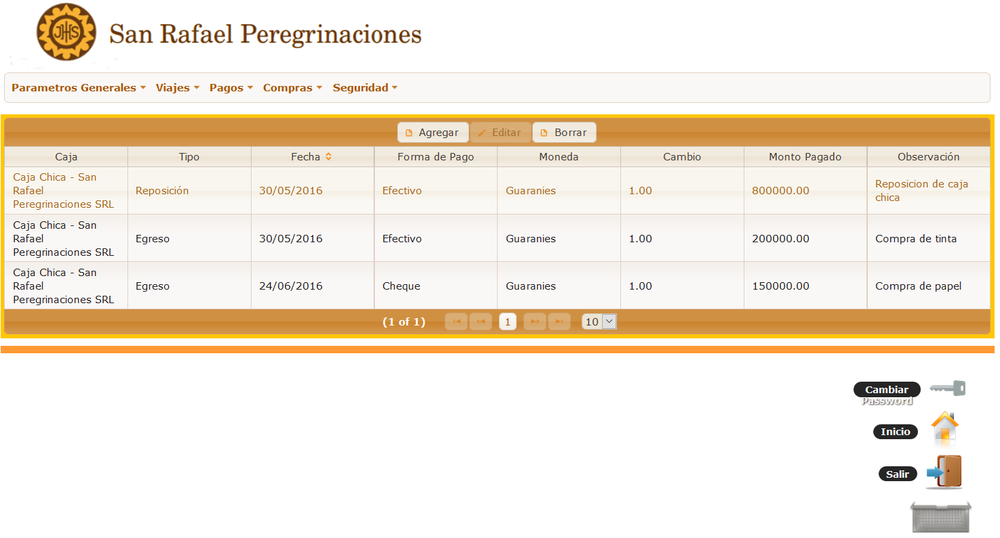 JHS
San Rafael Peregrinaciones
Parametros Generales Viajes Pagos Compras Seguridad
Agregar Editar Borrar
Caja Tipo Fecha Forma de Pago Moneda Cambio Monto Pagado Observación
Caja Chica - San
Rafael
Peregrinaciones SRL
Reposición 30/05/2016 Efectivo Guaranies 1.00 800000.00
Reposicion de caja
chica
Caja Chica - San
Rafael
Peregrinaciones SRL
Egreso 30/05/2016 Efectivo Guaranies 1.00 200000.00 Compra de tinta
Caja Chica - San
Rafael
Peregrinaciones SRL
Egreso 24/06/2016 Cheque Guaranies 1.00 150000.00 Compra de papel
(1 of 1) 1 10
Cambiar
Password
Inicio
Salir